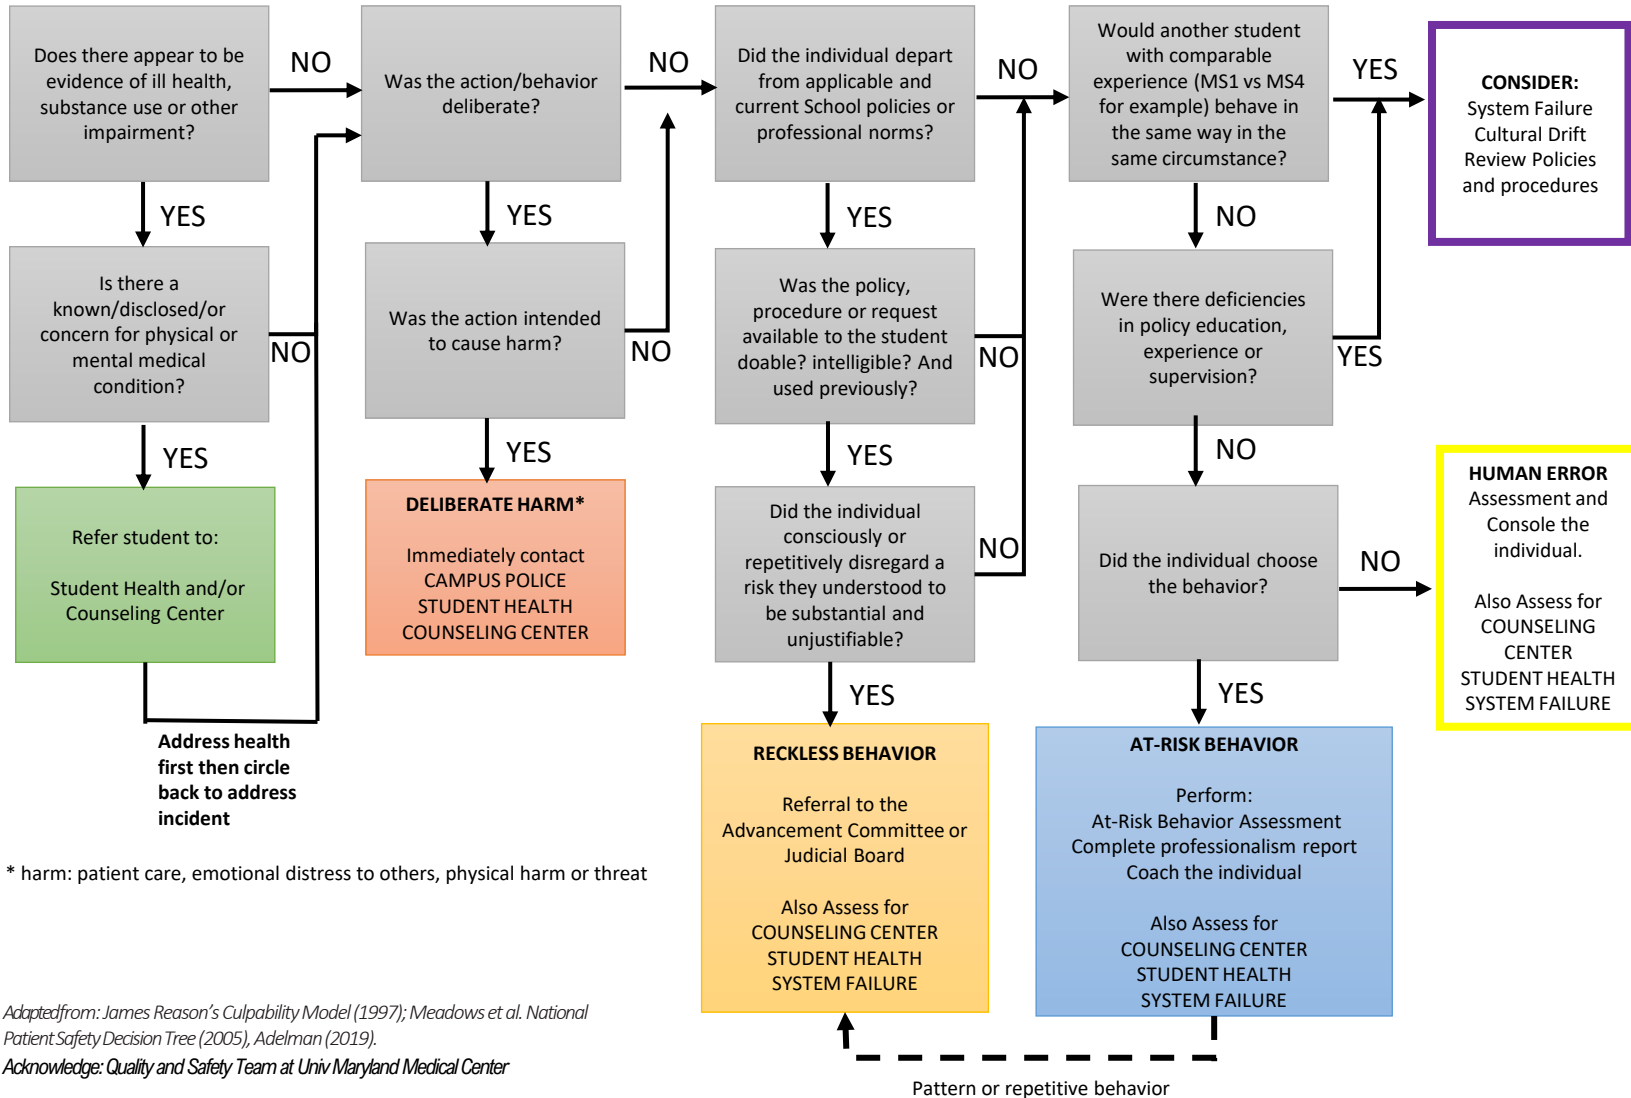 Does there appear to be
evidence of ill health,
substance use or other
impairment?
NO
YES
Is there a
known/disclosed/or
concern for physical or
mental medical
condition?
NO
YES
Refer student to:
Student Health and/or
Counseling Center
Address health
first then circle
back to address
incident
Was the action/behavior
deliberate?
NO
YES
Was the action intended
to cause harm?
NO
YES
DELIBERATE HARM*
Immediately contact
CAMPUS POLICE
STUDENT HEALTH
COUNSELING CENTER
Did the individual depart
from applicable and
current School policies or
professional norms?
NO
YES
Was the policy,
procedure or request
available to the student
doable? intelligible? And
used previously?
NO
YES
Did the individual
consciously or
repetitively disregard a
risk they understood to
be substantial and
unjustifiable?
NO
YES
RECKLESS BEHAVIOR
Referral to the
Advancement Committee or
Judicial Board
Also Assess for
COUNSELING CENTER
STUDENT HEALTH
SYSTEM FAILURE
Would another student
with comparable
experience (MS1 vs MS4
for example) behave in
the same way in the
same circumstance?
YES
NO
Were there deficiencies
in policy education,
experience or
supervision?
YES
NO
Did the individual choose
the behavior?
NO
YES
AT-RISK BEHAVIOR
Perform:
At-Risk Behavior Assessment
Complete professionalism report
Coach the individual
Also Assess for
COUNSELING CENTER
STUDENT HEALTH
SYSTEM FAILURE
CONSIDER:
System Failure
Cultural Drift
Review Policies
and procedures
HUMAN ERROR
Assessment and
Console the
individual.
Also Assess for
COUNSELING
CENTER
STUDENT HEALTH
SYSTEM FAILURE
* harm: patient care, emotional distress to others, physical harm or threat
Adaptedfrom: James Reason's Culpability Model (1997); Meadows et al. National
Patient Safety Decision Tree (2005), Adelman (2019).
Acknowledge: Quality and Safety Team at Univ Maryland Medical Center
Pattern or repetitive behavior